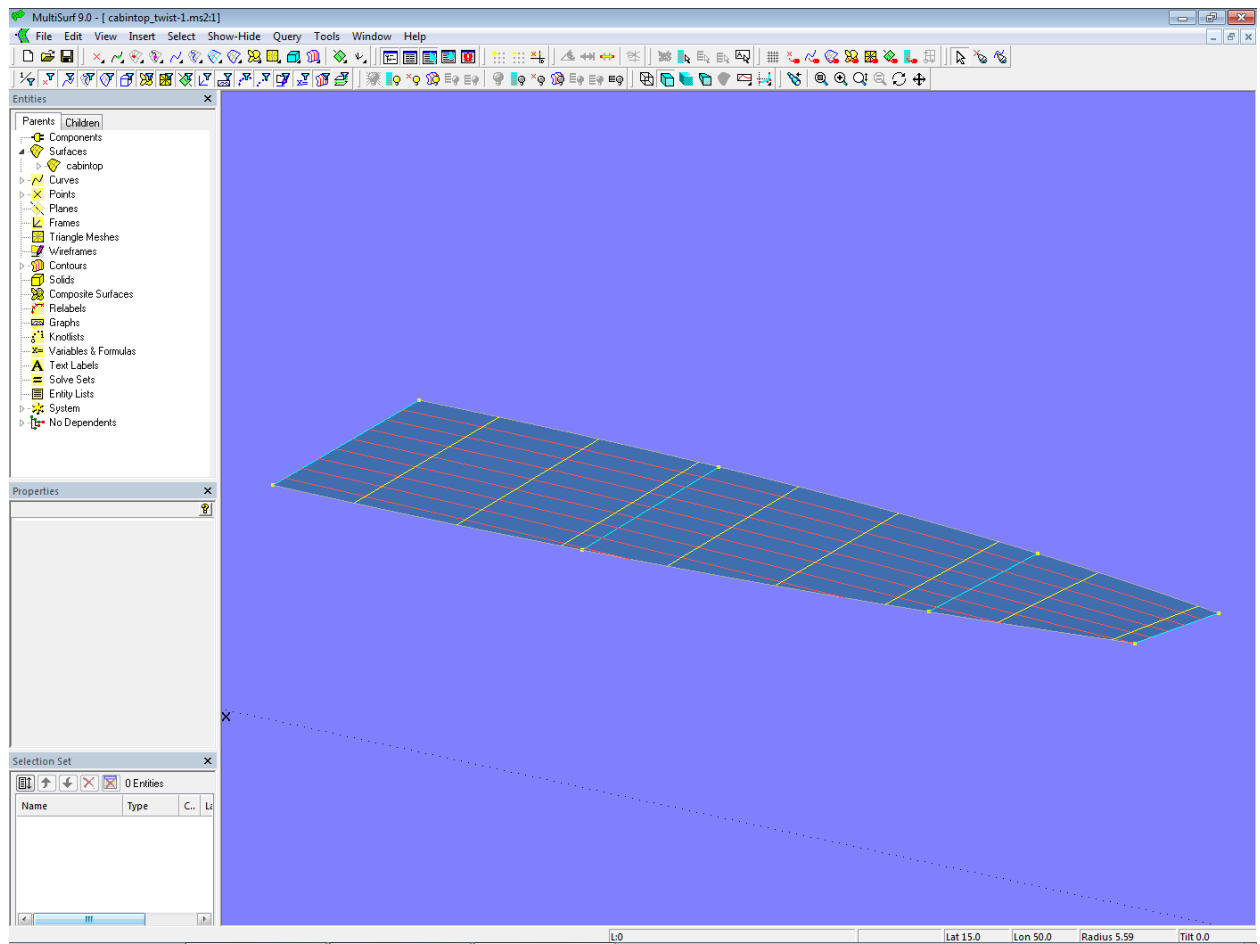 MultiSurf 9.0 - [ cabintop_twist-1.ms2:1]
File Edit View Insert Select Show-Hide Query Tools Window Help
Entities
Parents Children
Components
Surfaces
cabintop
Curves
Points
Planes
Frames
Triangle Meshes
Wireframes
Contours
Solids
Composite Surfaces
Relabels
Graphs
Knotlists
Variables & Formulas
Text Labels
Solve Sets
Entity Lists
System
No Dependents
Properties
Selection Set
0 Entities
Name Type C.. La
X
L:0 Lat 15.0 Lon 50.0 Radius 5.59 Tilt 0.0